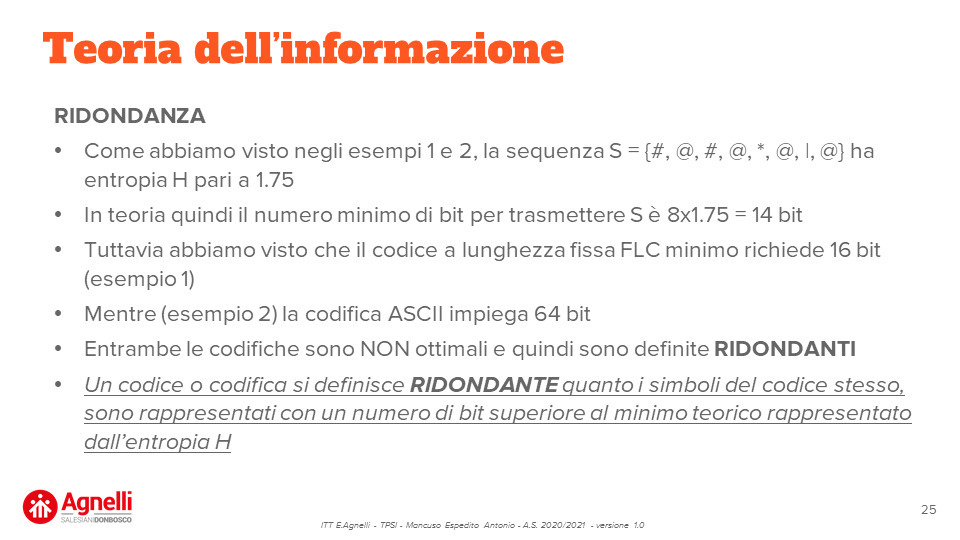 Teoria dell'informazione
RIDONDANZA
• Come abbiamo visto negli esempi 1 e 2, la sequenza S = {#, @, #, @, *, @, |, @} ha
entropia H pari a 1.75
• In teoria quindi il numero minimo di bit per trasmettere S è 8x1.75 = 14 bit
• Tuttavia abbiamo visto che il codice a lunghezza fissa FLC minimo richiede 16 bit
(esempio 1)
• Mentre (esempio 2) la codifica ASCII impiega 64 bit
• Entrambe le codifiche sono NON ottimali e quindi sono definite RIDONDANTI
• Un codice o codifica si definisce RIDONDANTE quanto i simboli del codice stesso,
sono rappresentati con un numero di bit superiore al minimo teorico rappresentato
dall'entropia H
Agnelli
SALESIANI DONBOSCO
ITT E.Agnelli - TPSI - Mancuso Espedito Antonio - A.S. 2020/2021 - versione 1.0
25